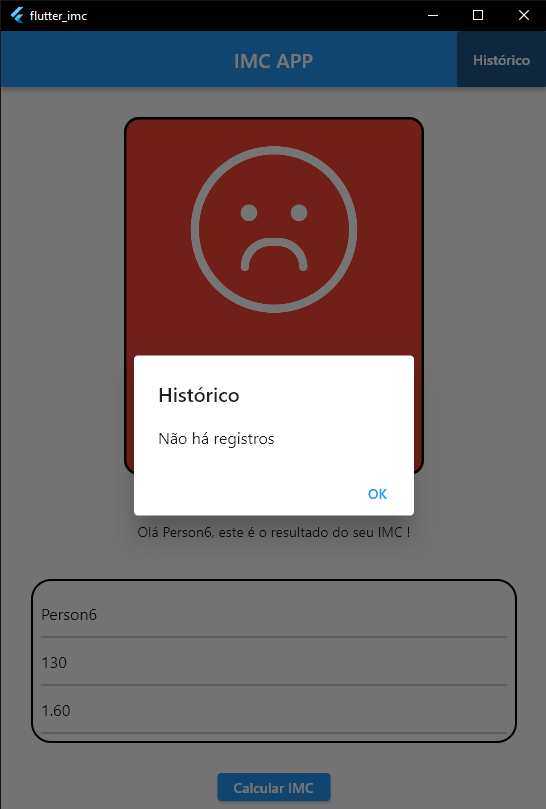 flutter_imc
IMC APP
Histórico
Histórico
Não há registros
OK
Olá Person6, este é o resultado do seu IMC !
Person6
130
1.60
Calcular IMC